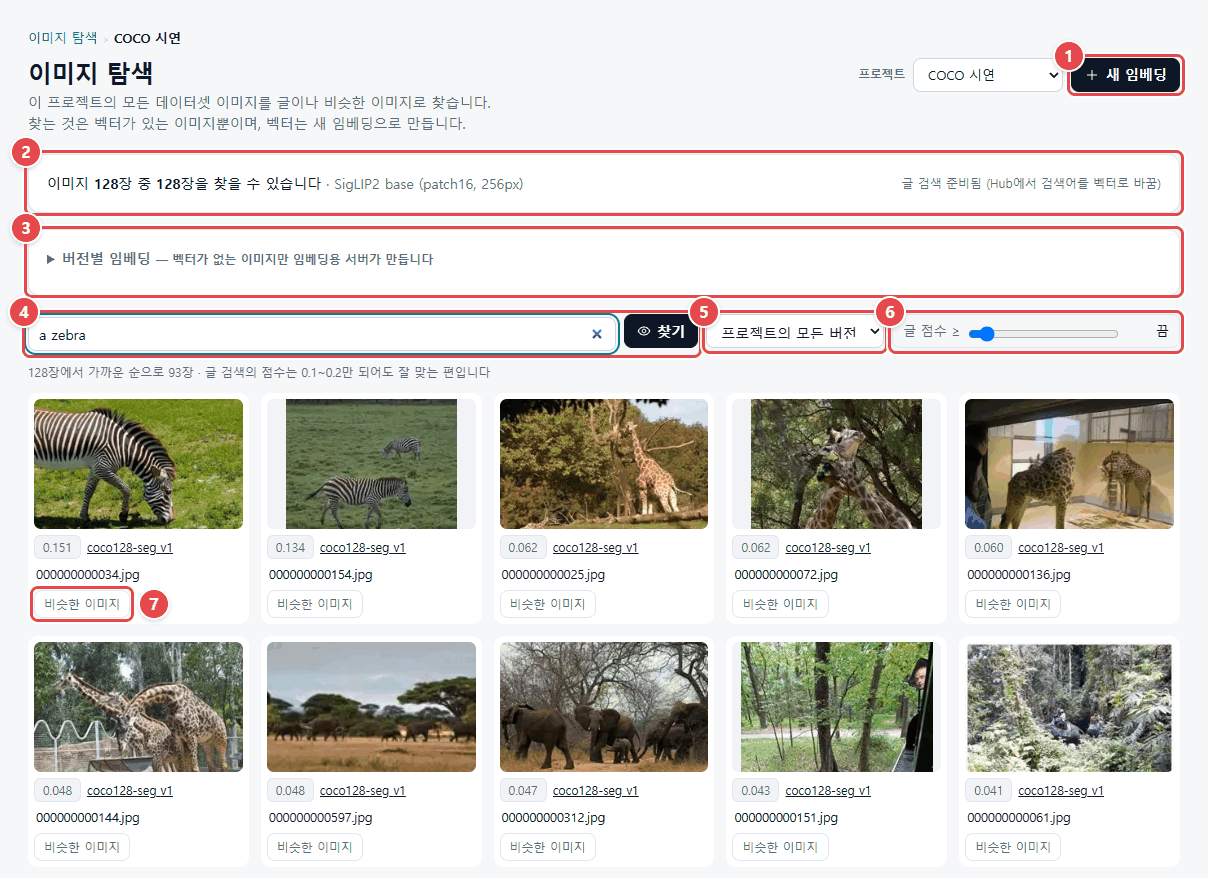 이미지 탐색 > COCO 시연
이미지 탐색
프로젝트 COCO 시연 1 + 새 임베딩
이 프로젝트의 모든 데이터셋 이미지를 글이나 비슷한 이미지로 찾습니다.
찾는 것은 벡터가 있는 이미지뿐이며, 벡터는 새 임베딩으로 만듭니다.
2
이미지 128장 중 128장을 찾을 수 있습니다 · SigLIP2 base (patch16, 256px) 글 검색 준비됨 (Hub에서 검색어를 벡터로 바꿈)
3
▶ 버전별 임베딩 — 벡터가 없는 이미지만 임베딩용 서버가 만듭니다
4 5 6
a zebra × 찾기 프로젝트의 모든 버전 글 점수 ≥ 끔
128장에서 가까운 순으로 93장 · 글 검색의 점수는 0.1~0.2만 되어도 잘 맞는 편입니다
0.151 coco128-seg v1 0.134 coco128-seg v1 0.062 coco128-seg v1 0.062 coco128-seg v1 0.060 coco128-seg v1
000000000034.jpg 000000000154.jpg 000000000025.jpg 000000000072.jpg 000000000136.jpg
비슷한 이미지 7 비슷한 이미지 비슷한 이미지 비슷한 이미지 비슷한 이미지
0.048 coco128-seg v1 0.048 coco128-seg v1 0.047 coco128-seg v1 0.043 coco128-seg v1 0.041 coco128-seg v1
000000000144.jpg 000000000597.jpg 000000000312.jpg 000000000151.jpg 000000000061.jpg
비슷한 이미지 비슷한 이미지 비슷한 이미지 비슷한 이미지 비슷한 이미지